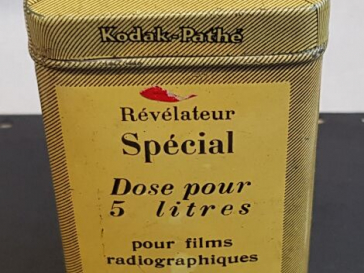 Kodak-Pathé
Révélateur
Spécial
Dose pour
5 litres
pour films
radiographiques